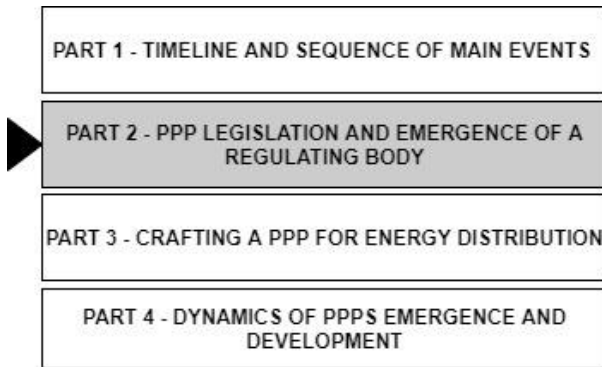 PART 1 - TIMELINE AND SEQUENCE OF MAIN EVENTS
PART 2 - PPP LEGISLATION AND EMERGENCE OF A
REGULATING BODY
PART 3 - CRAFTING A PPP FOR ENERGY DISTRIBUTION
PART 4 - DYNAMICS OF PPPS EMERGENCE AND
DEVELOPMENT